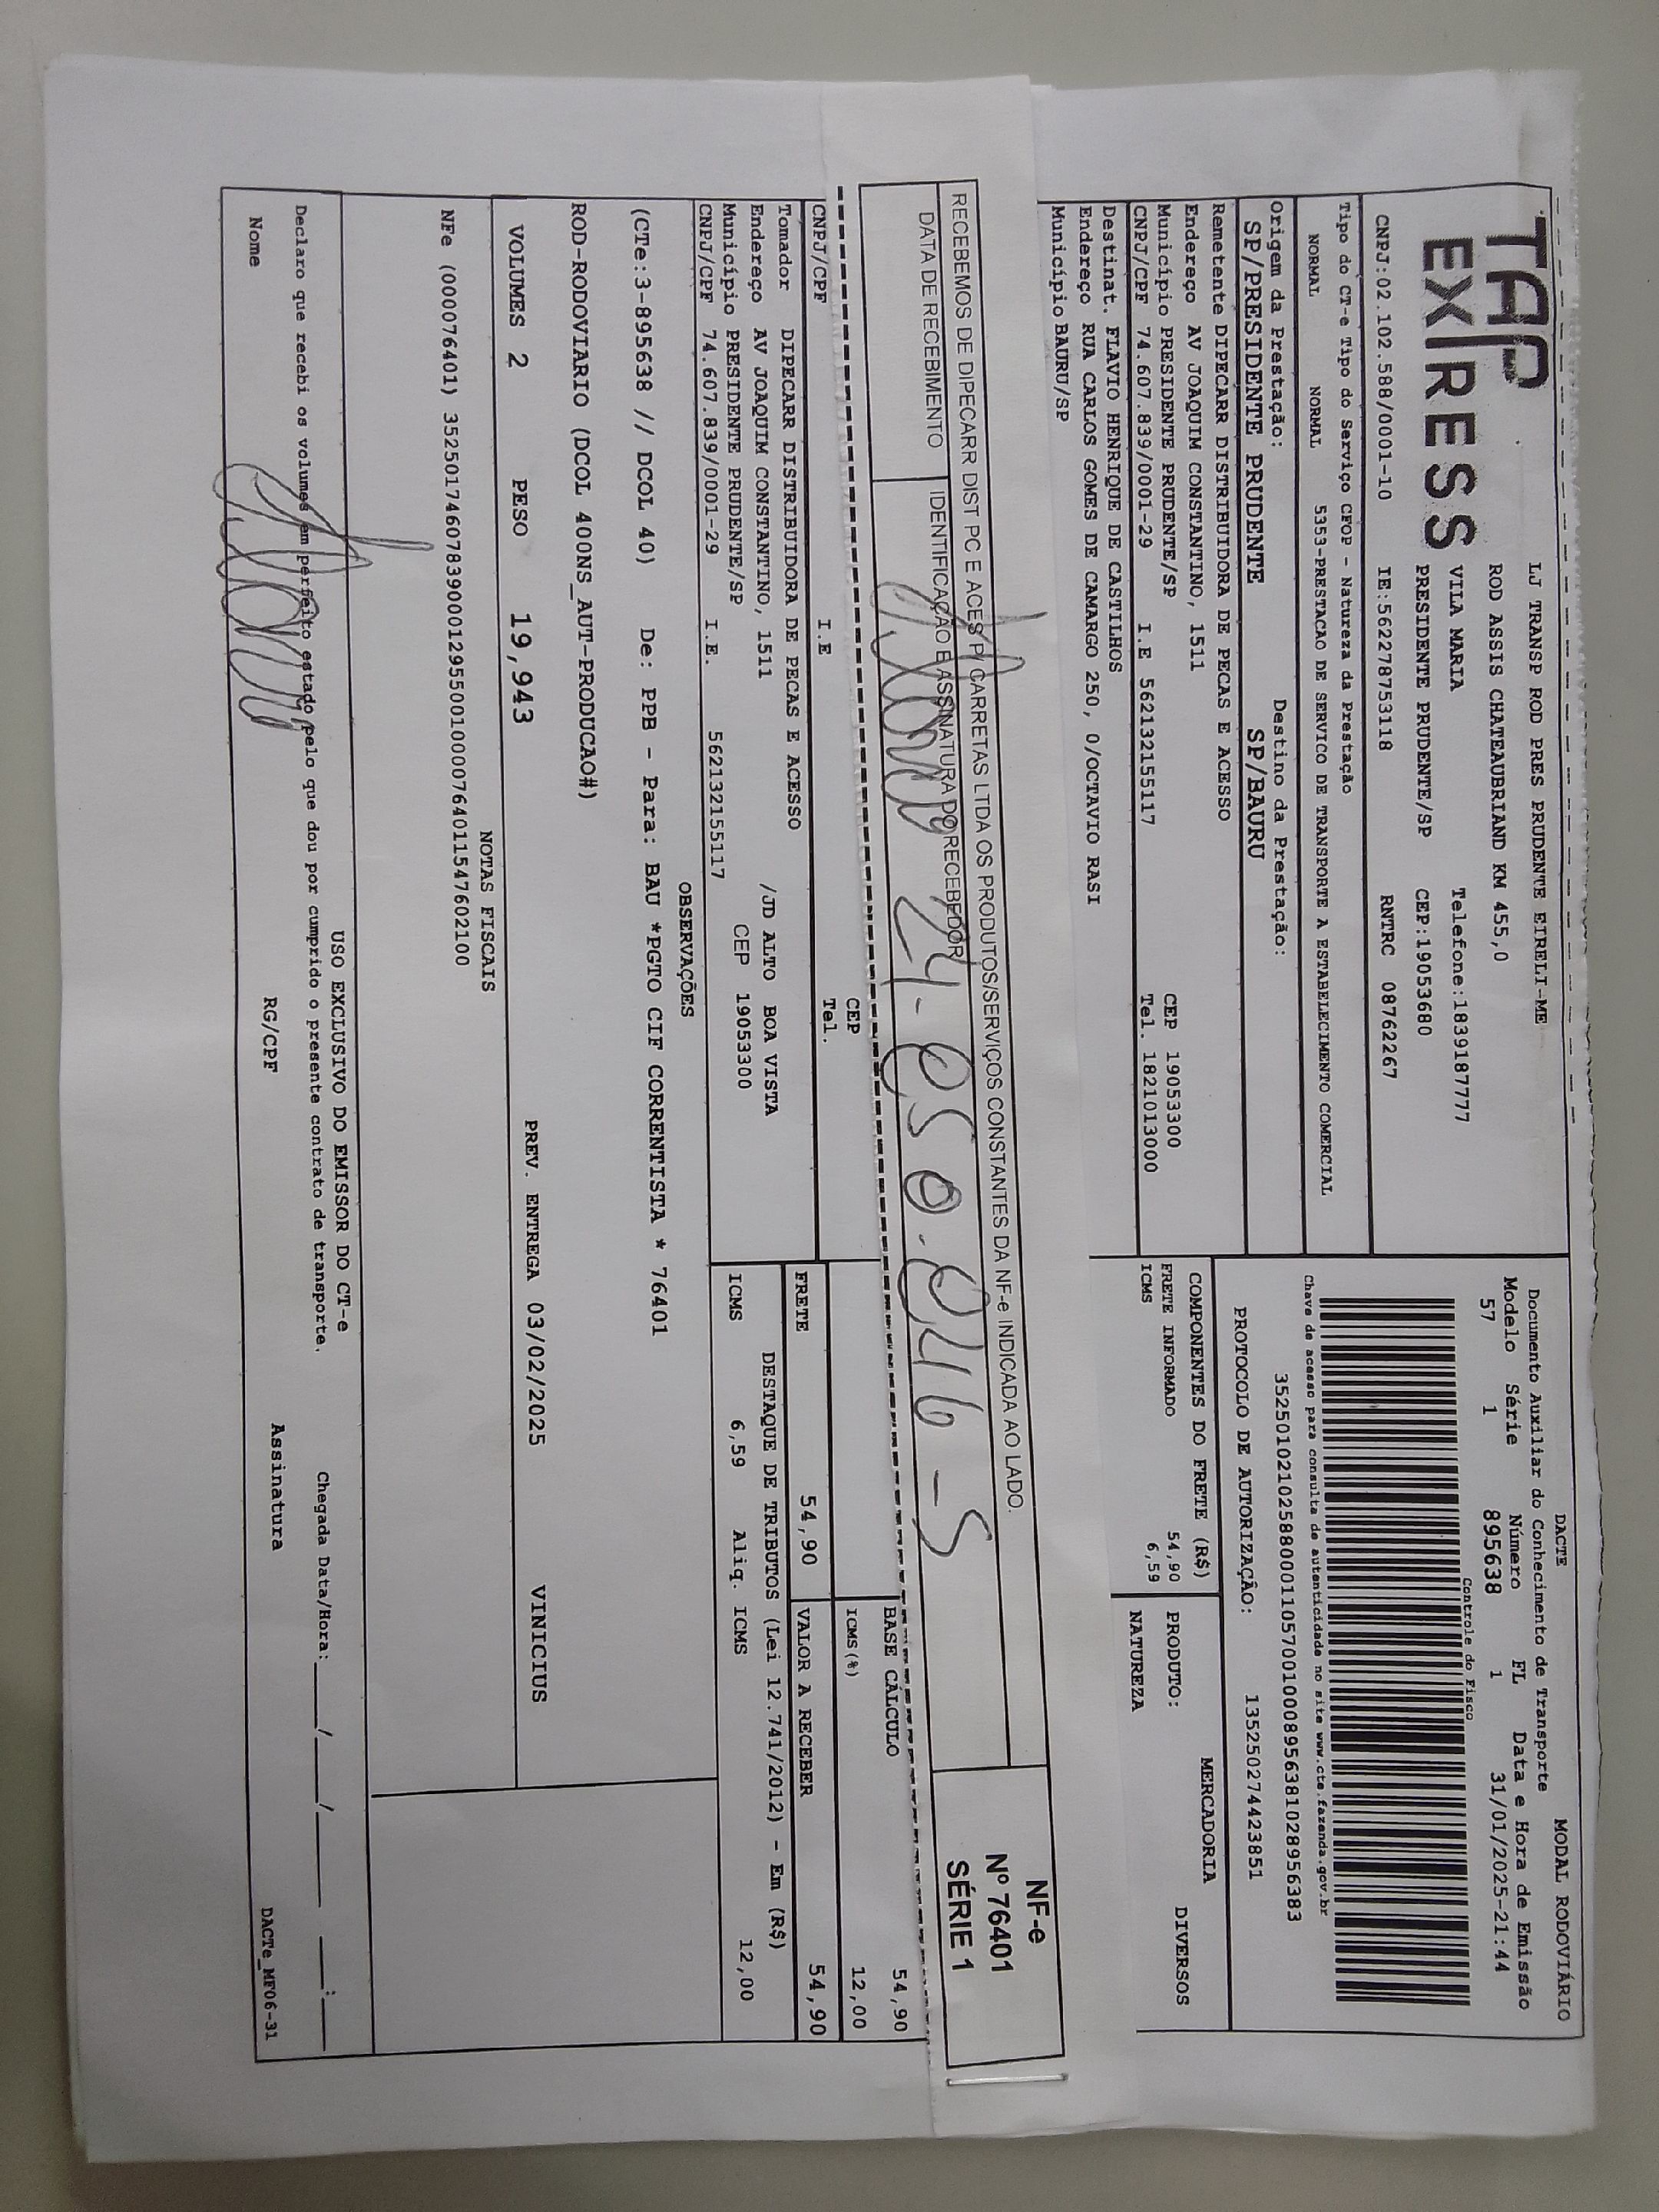 TAP
EXPRESS
LJ TRANSP ROD PRES PRUDENTE EIRELI-ME
ROD ASSIS CHATEAUBRIAND KM 455,0
VILA MARIA Telefone:1839187777
PRESIDENTE PRUDENTE/SP CEP:19053680
CNPJ:02.102.588/0001-10 IE:562278753118 RNTRC 08762267
DACTE MODAL RODOVIÁRIO
Documento Auxiliar do Conhecimento de Transporte
Modelo Série Número FL Data e Hora de Emissão
57 1 895638 1 31/01/2025-21:44
Controle do Fisco
Chave de acesso para consulta de autenticidade no site www.cte.fazenda.gov.br
35250102102588000110570010008956381028956383
PROTOCOLO DE AUTORIZAÇÃO: 135250274423851
Tipo do CT-e Tipo do Serviço CFOP - Natureza da Prestação
NORMAL NORMAL 5353-PRESTACAO DE SERVICO DE TRANSPORTE A ESTABELECIMENTO COMERCIAL
Origem da Prestação: Destino da Prestação:
SP/PRESIDENTE PRUDENTE SP/BAURU
Remetente DIPECARR DISTRIBUIDORA DE PECAS E ACESSO
Endereço AV JOAQUIM CONSTANTINO, 1511
Município PRESIDENTE PRUDENTE/SP CEP 19053300
CNPJ/CPF 74.607.839/0001-29 I.E 562132155117 Tel. 1821013000
Destinat. FLAVIO HENRIQUE DE CASTILHOS
Endereço RUA CARLOS GOMES DE CAMARGO 250, 0/OCTAVIO RASI
Município BAURU/SP
COMPONENTES DO FRETE (R$)
FRETE INFORMADO 54,90
ICMS 6,59
MERCADORIA
PRODUTO: DIVERSOS
NATUREZA
RECEBEMOS DE DIPECARR DIST PC E ACES P/ CARRETAS LTDA OS PRODUTOS/SERVIÇOS CONSTANTES DA NF-e INDICADA AO LADO.
DATA DE RECEBIMENTO IDENTIFICAÇÃO E ASSINATURA DO RECEBEDOR
NF-e
Nº 76401
SÉRIE 1
CEP
CNPJ/CPF I.E Tel.
BASE CÁLCULO 54,90
ICMS(%) 12,00
Tomador DIPECARR DISTRIBUIDORA DE PECAS E ACESSO
Endereço AV JOAQUIM CONSTANTINO, 1511 /JD ALTO BOA VISTA
Município PRESIDENTE PRUDENTE/SP CEP 19053300
CNPJ/CPF 74.607.839/0001-29 I.E. 562132155117
FRETE 54,90 VALOR A RECEBER 54,90
DESTAQUE DE TRIBUTOS (Lei 12.741/2012) - Em (R$)
ICMS 6,59 Aliq. ICMS 12,00
OBSERVAÇÕES
(CTe:3-895638 // DCOL 40) De: PPB - Para: BAU *PGTO CIF CORRENTISTA * 76401
ROD-RODOVIARIO (DCOL 400NS_AUT-PRODUCAO#)
VOLUMES 2 PESO 19,943 PREV. ENTREGA 03/02/2025 VINICIUS
NOTAS FISCAIS
NFe (000076401) 35250174607839000129550010000764011547602100
USO EXCLUSIVO DO EMISSOR DO CT-e
Declaro que recebi os volumes em perfeito estado pelo que dou por cumprido o presente contrato de transporte. Chegada Data/Hora:____/____/______ ____:____
Nome RG/CPF Assinatura DACTe_MF06-31